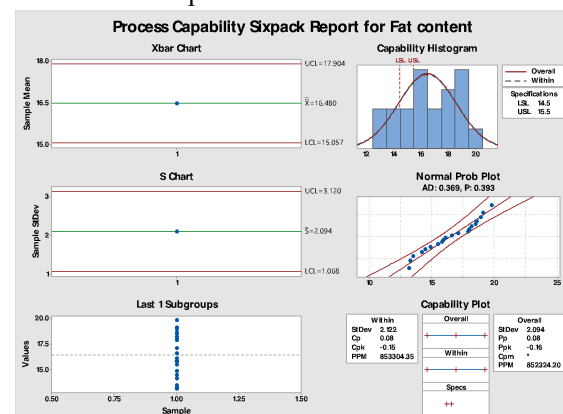 Process Capability Sixpack Report for Fat content
Xbar Chart
Sample Mean
18.0
16.5
15.0
1
UCL=17.904
X̿=16.480
LCL=15.057
Capability Histogram
LSL USL
12 14 16 18 20
Overall
Within
Specifications
LSL 14.5
USL 15.5
S Chart
Sample StDev
3
2
1
1
UCL=3.120
S̄=2.094
LCL=1.068
Normal Prob Plot
AD: 0.369, P: 0.393
10 15 20 25
Last 1 Subgroups
Values
20.0
17.5
15.0
0.50 0.75 1.00 1.25 1.50
Sample
Capability Plot
Within
StDev 2.122
Cp 0.08
Cpk -0.15
PPM 853304.35
Overall
Within
Specs
Overall
StDev 2.094
Pp 0.08
Ppk -0.16
Cpm *
PPM 852324.20